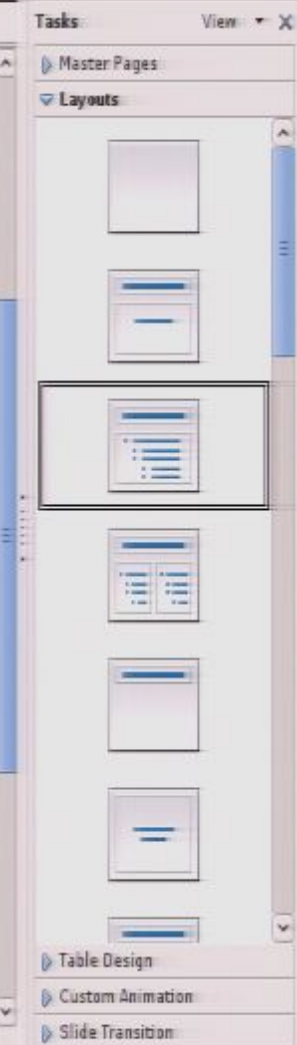 Tasks View
Master Pages
Layouts
Table Design
Custom Animation
Slide Transition